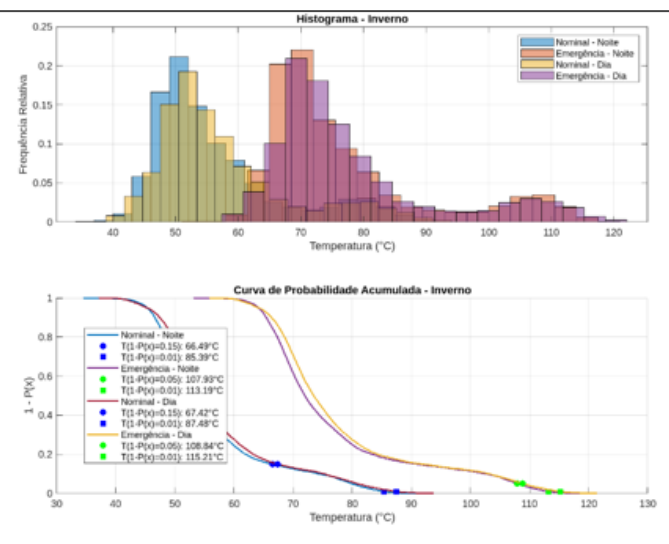 Histograma - Inverno
0.25
0.2
0.15
0.1
0.05
0
Frequência Relativa
Nominal - Noite
Emergência - Noite
Nominal - Dia
Emergência - Dia
40 50 60 70 80 90 100 110 120
Temperatura (°C)
Curva de Probabilidade Acumulada - Inverno
1
0.8
0.6
0.4
0.2
0
1 - P(x)
Nominal - Noite
T(1-P(x)=0.15): 66.49°C
T(1-P(x)=0.01): 85.39°C
Emergência - Noite
T(1-P(x)=0.05): 107.93°C
T(1-P(x)=0.01): 113.19°C
Nominal - Dia
T(1-P(x)=0.15): 67.42°C
T(1-P(x)=0.01): 87.48°C
Emergência - Dia
T(1-P(x)=0.05): 108.84°C
T(1-P(x)=0.01): 115.21°C
30 40 50 60 70 80 90 100 110 120 130
Temperatura (°C)